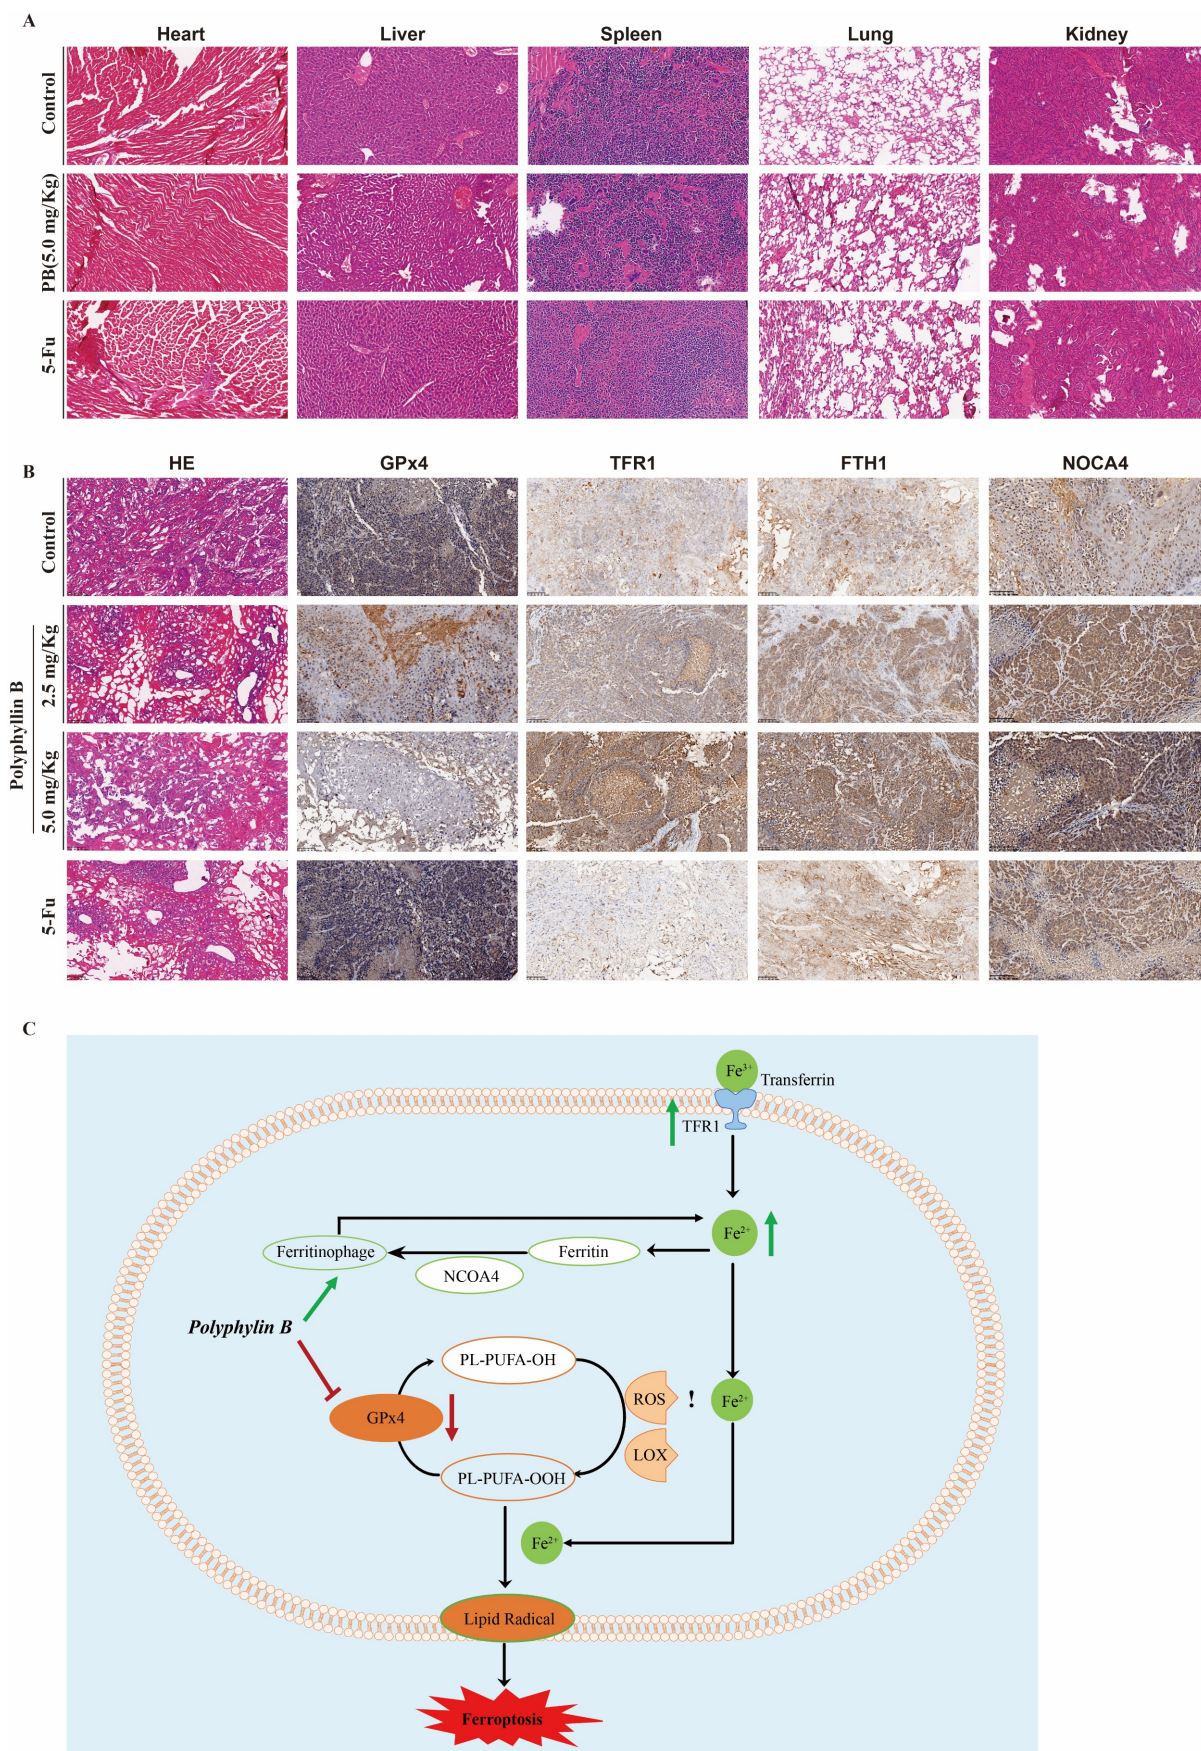 A
Heart Liver Spleen Lung Kidney
Control
PB(5.0 mg/Kg)
5-Fu
B
HE GPx4 TFR1 FTH1 NOCA4
Control
Polyphyllin B
2.5 mg/Kg
5.0 mg/Kg
5-Fu
C
Fe³⁺
Transferrin
TFR1
Fe²⁺
Ferritinophage
Ferritin
NCOA4
Polyphylin B
PL-PUFA-OH
ROS
!
Fe²⁺
GPx4
LOX
PL-PUFA-OOH
Fe²⁺
Lipid Radical
Ferroptosis